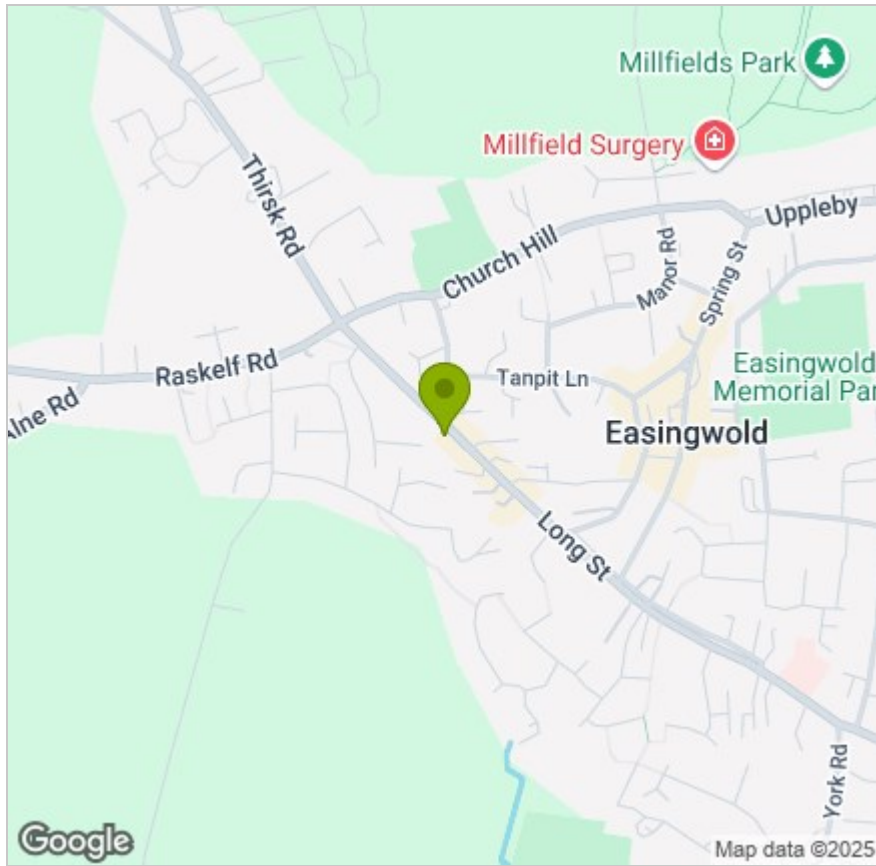 Millfields Park
Millfield Surgery
Thirsk Rd
Uppleby
Church Hill
Manor Rd
Spring St
Raskelf Rd
Tanpit Ln
Easingwold
Memorial Par
Alne Rd
Easingwold
Long St
York Rd
Google
Map data ©2025